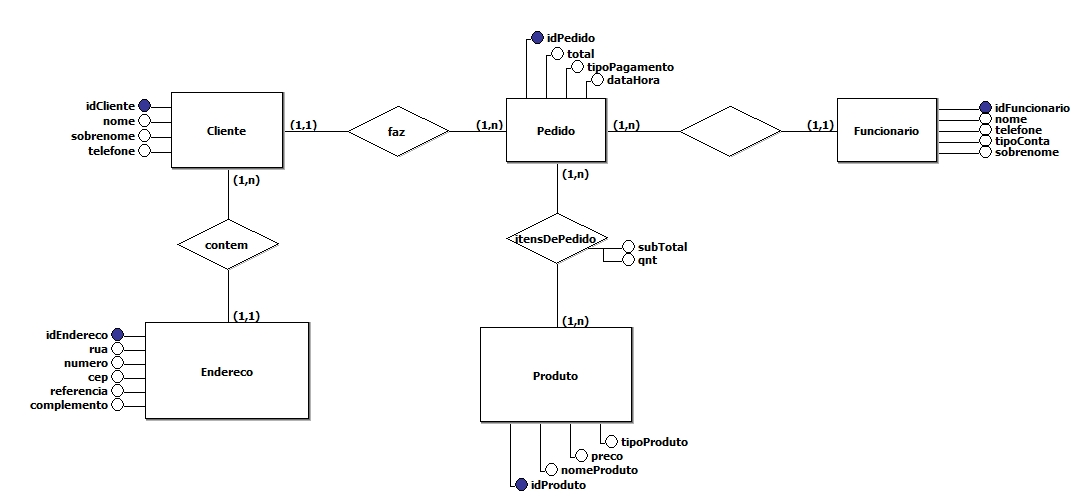 idPedido
total
tipoPagamento
dataHora
idCliente
nome
sobrenome
telefone
Cliente
(1,1)
faz
(1,n)
Pedido
(1,n)
(1,1)
Funcionario
idFuncionario
nome
telefone
tipoConta
sobrenome
(1,n)
(1,n)
contem
itensDePedido
subTotal
qnt
(1,1)
(1,n)
idEndereco
rua
numero
cep
referencia
complemento
Endereco
Produto
tipoProduto
preco
nomeProduto
idProduto